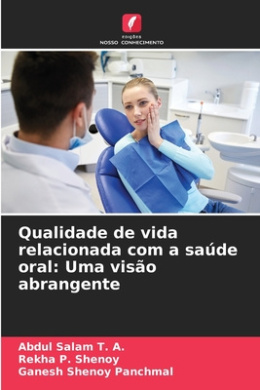 edições
NOSSO CONHECIMENTO
Qualidade de vida
relacionada com a saúde
oral: Uma visão
abrangente
Abdul Salam T. A.
Rekha P. Shenoy
Ganesh Shenoy Panchmal